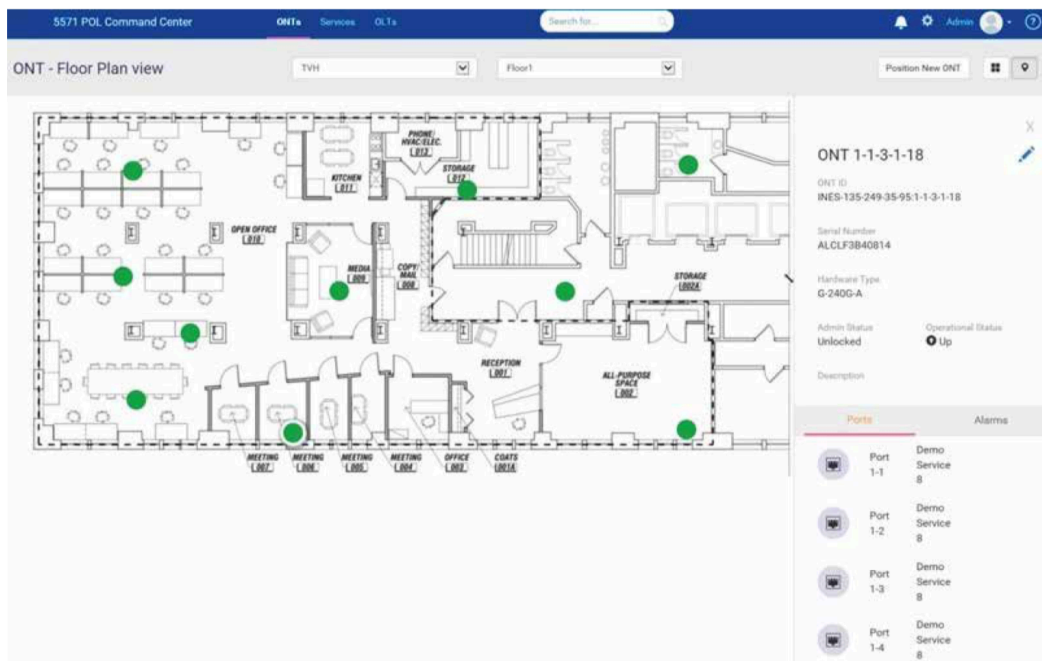 5571 POL Command Center
ONTs Services OLTs
Search for...
Admin
ONT - Floor Plan view
TVH
Floor1
Position New ONT
KITCHEN
011
PHONE/
HVAC/ELEC.
013
STORAGE
012
OPEN OFFICE
010
MEDIA
009
COPY/
MAIL
008
STORAGE
002A
RECEPTION
001
ALL-PURPOSE
SPACE
002
MEETING
007
MEETING
006
MEETING
005
MEETING
004
OFFICE
003
COATS
001A
X
ONT 1-1-3-1-18
ONT ID
INES-135-249-35-95:1-1-3-1-18
Serial Number
ALCLF3B40814
Hardware Type
G-240G-A
Admin Status Operational Status
Unlocked Up
Description
Ports Alarms
Port
1-1
Demo
Service
8
Port
1-2
Demo
Service
8
Port
1-3
Demo
Service
8
Port
1-4
Demo
Service
8